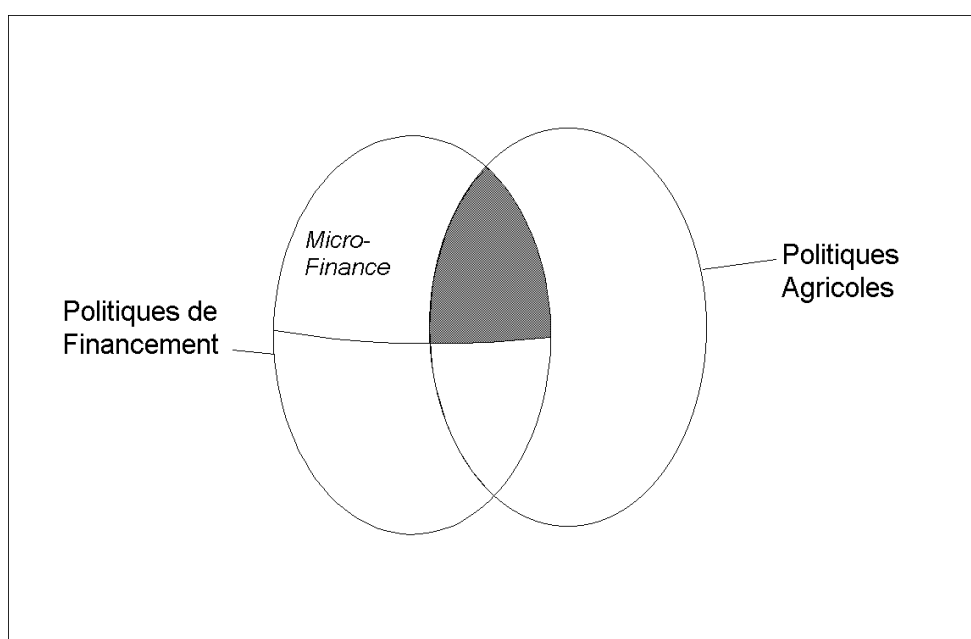 Micro-
Finance
Politiques de
Financement
Politiques
Agricoles